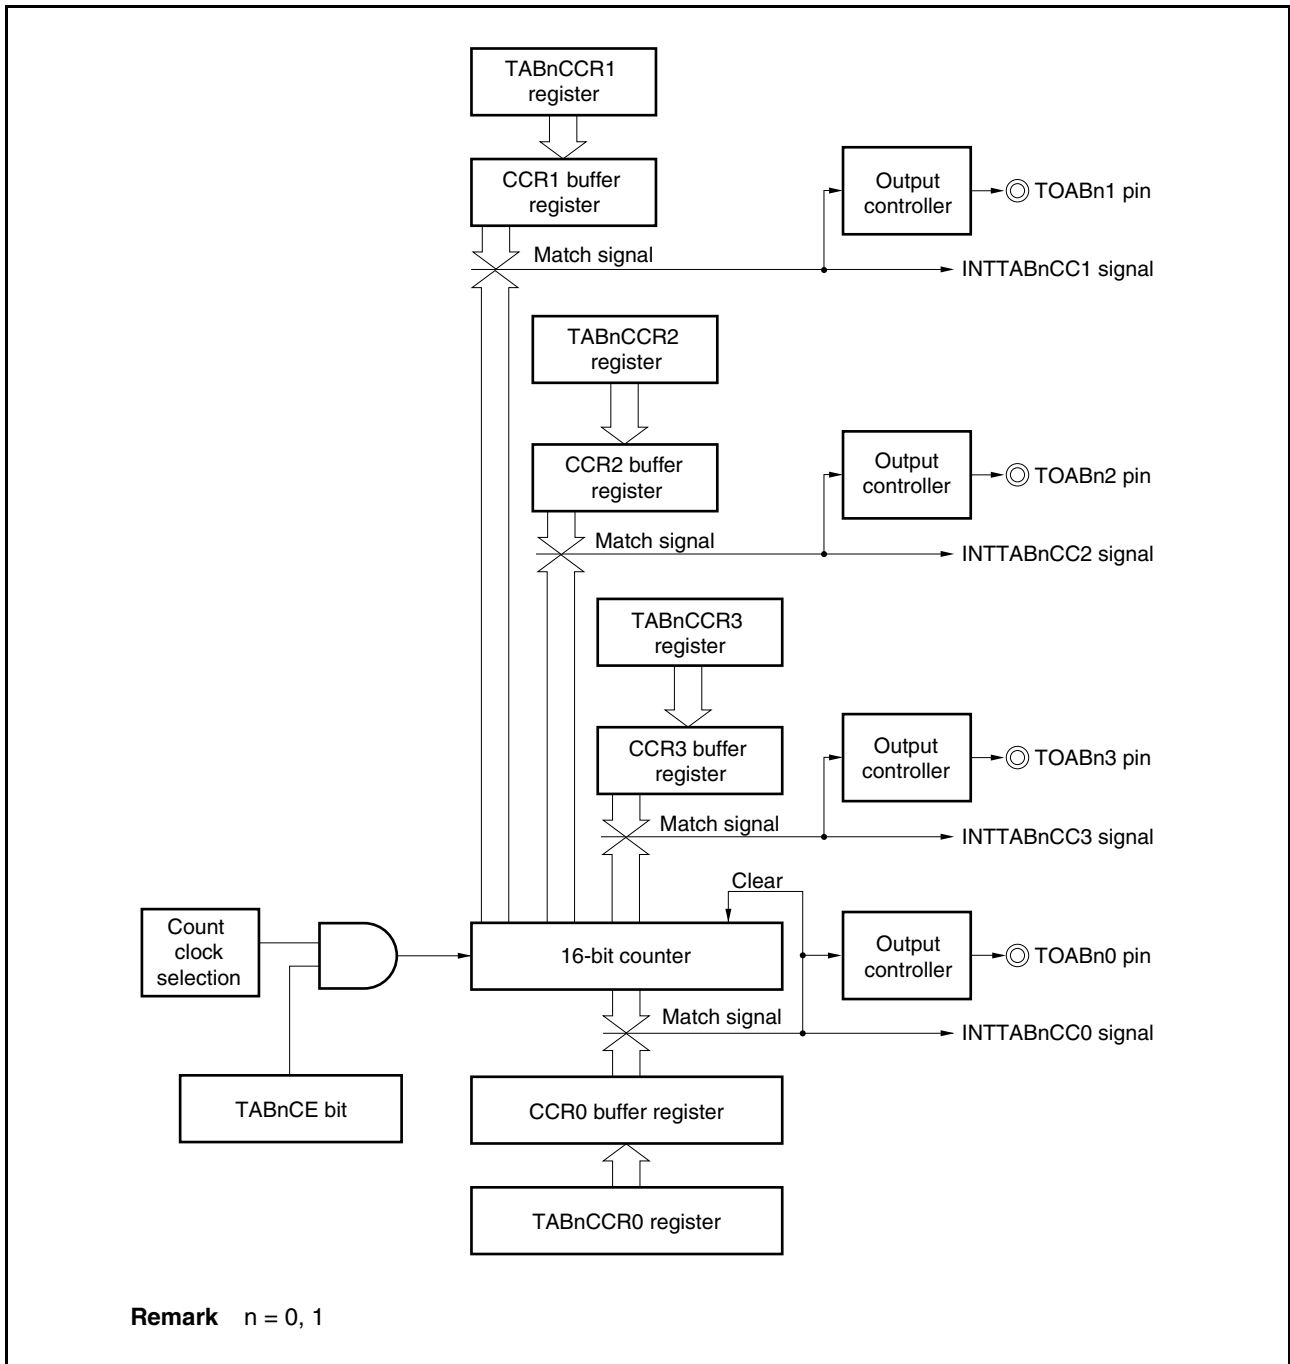 TABnCCR1
register
CCR1 buffer
register
Output
controller
TOABn1 pin
Match signal
INTTABnCC1 signal
TABnCCR2
register
CCR2 buffer
register
Output
controller
TOABn2 pin
Match signal
INTTABnCC2 signal
TABnCCR3
register
CCR3 buffer
register
Output
controller
TOABn3 pin
Match signal
INTTABnCC3 signal
Clear
Count
clock
selection
16-bit counter
Output
controller
TOABn0 pin
Match signal
INTTABnCC0 signal
TABnCE bit
CCR0 buffer register
TABnCCR0 register
Remark n = 0, 1